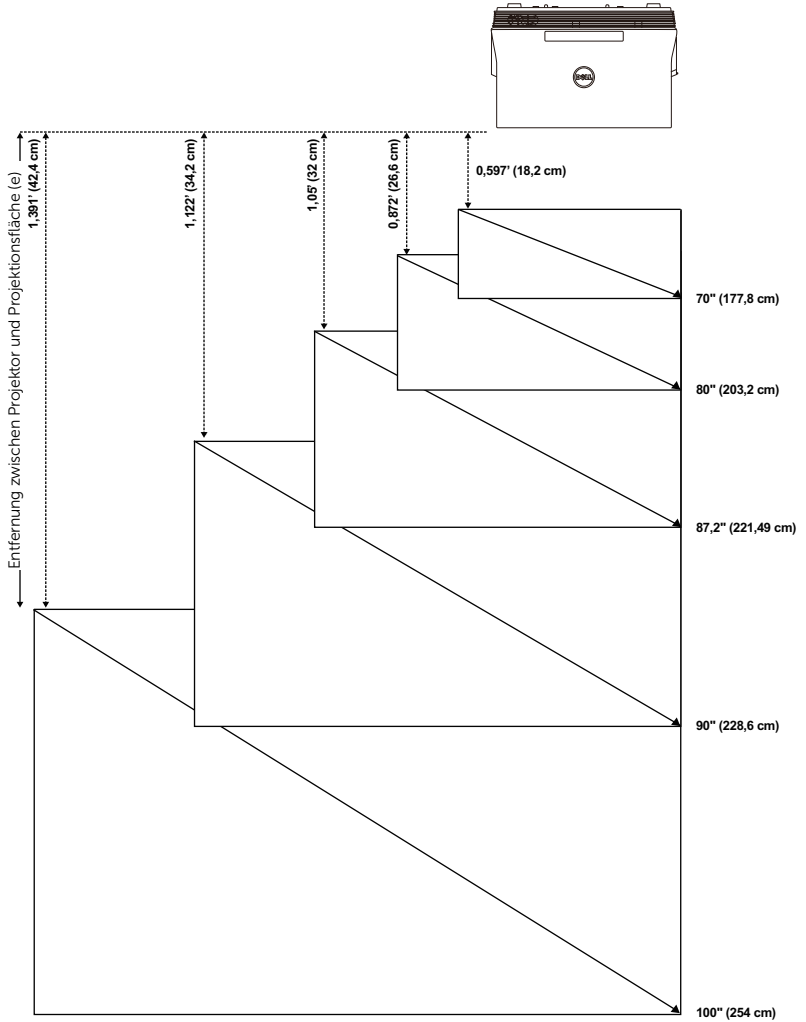 DELL
Entfernung zwischen Projektor und Projektionsfläche (e)
1,391' (42,4 cm)
1,122' (34,2 cm)
1,05' (32 cm)
0,872' (26,6 cm)
0,597' (18,2 cm)
70" (177,8 cm)
80" (203,2 cm)
87,2" (221,49 cm)
90" (228,6 cm)
100" (254 cm)